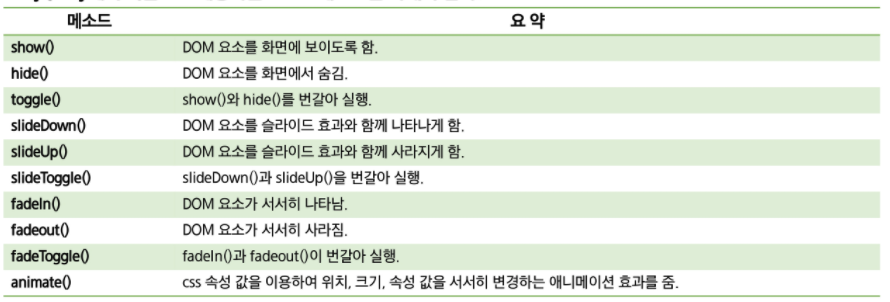 메소드 요 약
show() DOM 요소를 화면에 보이도록 함.
hide() DOM 요소를 화면에서 숨김.
toggle() show()와 hide()를 번갈아 실행.
slideDown() DOM 요소를 슬라이드 효과와 함께 나타나게 함.
slideUp() DOM 요소를 슬라이드 효과와 함께 사라지게 함.
slideToggle() slideDown()과 slideUp()을 번갈아 실행.
fadeIn() DOM 요소가 서서히 나타남.
fadeout() DOM 요소가 서서히 사라짐.
fadeToggle() fadeIn()과 fadeout()이 번갈아 실행.
animate() css 속성 값을 이용하여 위치, 크기, 속성 값을 서서히 변경하는 애니메이션 효과를 줌.